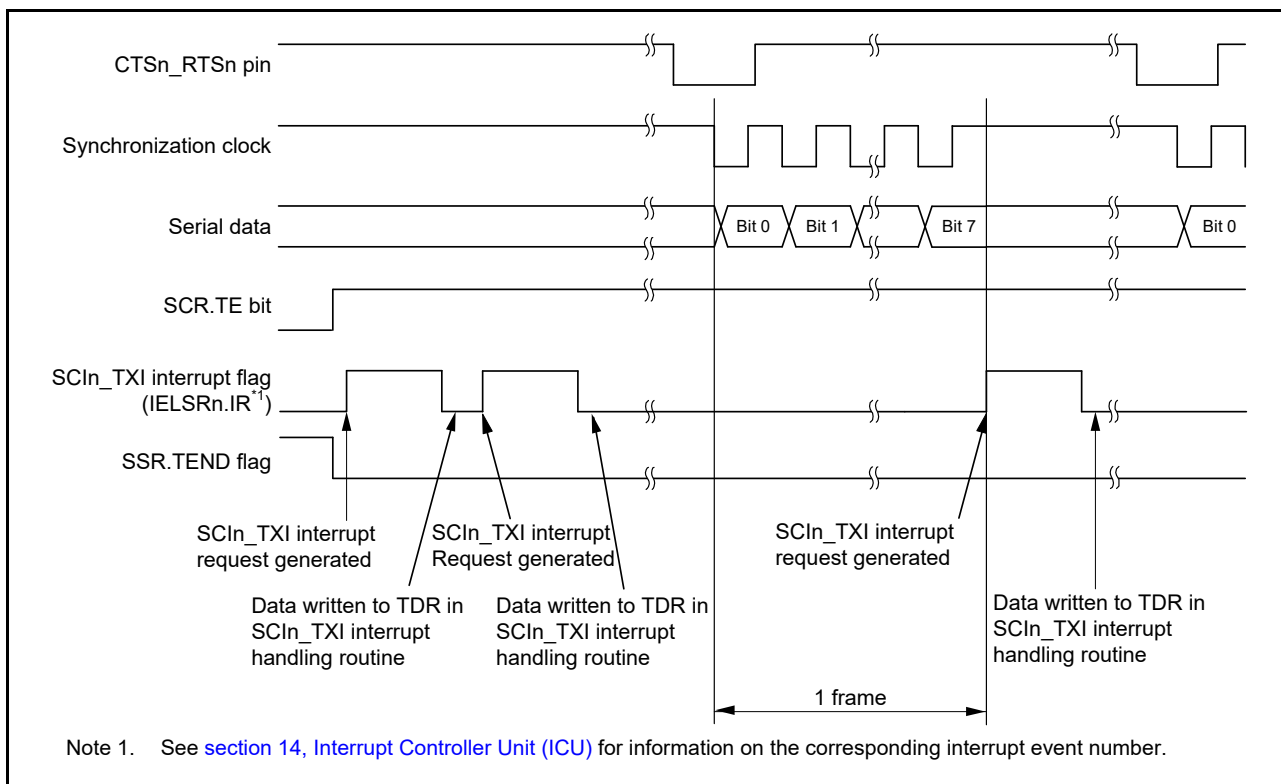 CTSn_RTSn pin
Synchronization clock
Serial data
Bit 0
Bit 1
Bit 7
Bit 0
SCR.TE bit
SCIn_TXI interrupt flag
(IELSRn.IR*1)
SSR.TEND flag
SCIn_TXI interrupt
request generated
SCIn_TXI interrupt
Request generated
SCIn_TXI interrupt
request generated
Data written to TDR in
SCIn_TXI interrupt
handling routine
Data written to TDR in
SCIn_TXI interrupt
handling routine
Data written to TDR in
SCIn_TXI interrupt
handling routine
1 frame
Note 1. See section 14, Interrupt Controller Unit (ICU) for information on the corresponding interrupt event number.